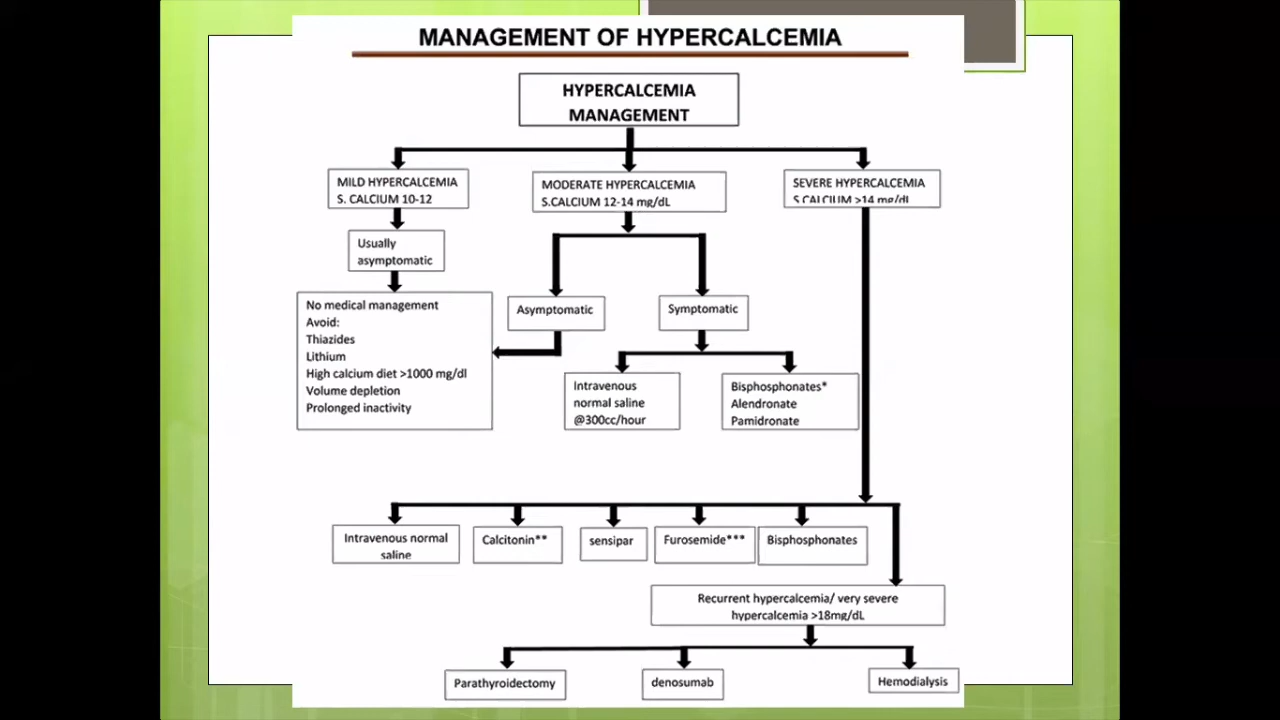 MANAGEMENT OF HYPERCALCEMIA
HYPERCALCEMIA
MANAGEMENT
MILD HYPERCALCEMIA
S. CALCIUM 10-12
MODERATE HYPERCALCEMIA
S.CALCIUM 12-14 mg/dL
SEVERE HYPERCALCEMIA
S.CALCIUM >14 mg/dL
Usually
asymptomatic
No medical management
Avoid:
Thiazides
Lithium
High calcium diet >1000 mg/dl
Volume depletion
Prolonged inactivity
Asymptomatic
Symptomatic
Intravenous
normal saline
@300cc/hour
Bisphosphonates*
Alendronate
Pamidronate
Intravenous normal
saline
Calcitonin**
sensipar
Furosemide***
Bisphosphonates
Recurrent hypercalcemia/ very severe
hypercalcemia >18mg/dL
Parathyroidectomy
denosumab
Hemodialysis